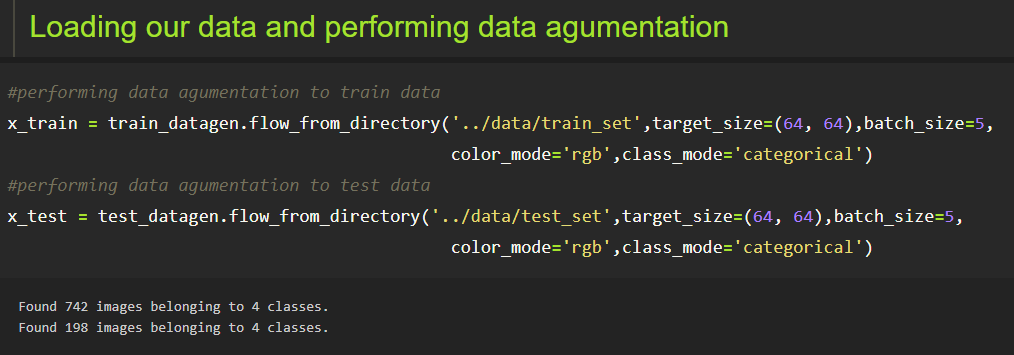 Loading our data and performing data agumentation
#performing data agumentation to train data
x_train = train_datagen.flow_from_directory('../data/train_set',target_size=(64, 64),batch_size=5,
color_mode='rgb',class_mode='categorical')
#performing data agumentation to test data
x_test = test_datagen.flow_from_directory('../data/test_set',target_size=(64, 64),batch_size=5,
color_mode='rgb',class_mode='categorical')
Found 742 images belonging to 4 classes.
Found 198 images belonging to 4 classes.